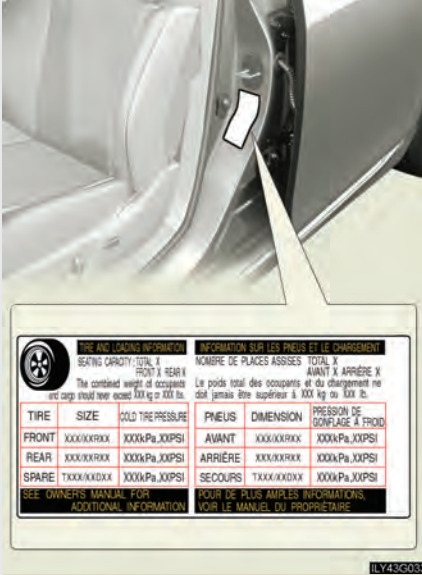 TIRE AND LOADING INFORMATION
SEATING CAPACITY : TOTAL X
FRONT X REAR X
The combined weight of occupants
and cargo should never exceed XXX kg or XXX lbs.
TIRE SIZE COLD TIRE PRESSURE
FRONT XXX/XXRXX XXXkPa,XXPSI
REAR XXX/XXRXX XXXkPa,XXPSI
SPARE TXXX/XXDXX XXXkPa,XXPSI
SEE OWNER'S MANUAL FOR
ADDITIONAL INFORMATION
INFORMATION SUR LES PNEUS ET LE CHARGEMENT
NOMBRE DE PLACES ASSISES TOTAL X
AVANT X ARRIÈRE X
Le poids total des occupants et du chargement ne
doit jamais être supérieur à XXX kg ou XXX lb.
PNEUS DIMENSION PRESSION DE
GONFLAGE À FROID
AVANT XXX/XXRXX XXXkPa,XXPSI
ARRIÈRE XXX/XXRXX XXXkPa,XXPSI
SECOURS TXXX/XXDXX XXXkPa,XXPSI
POUR DE PLUS AMPLES INFORMATIONS,
VOIR LE MANUEL DU PROPRIÉTAIRE
ILY43G033